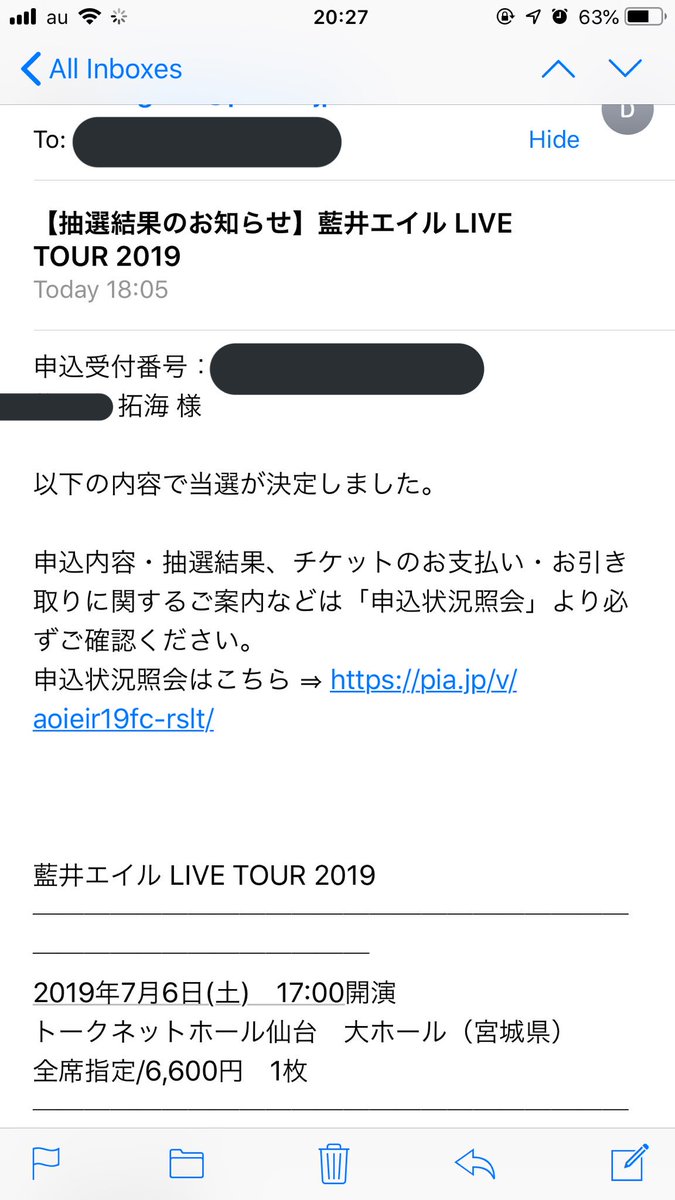 au 20:27 63%
All Inboxes
D
To: Hide
【抽選結果のお知らせ】藍井エイル LIVE
TOUR 2019
Today 18:05
申込受付番号：
拓海 様
以下の内容で当選が決定しました。
申込内容・抽選結果、チケットのお支払い・お引き
取りに関するご案内などは「申込状況照会」より必
ずご確認ください。
申込状況照会はこちら ⇒ https://pia.jp/v/
aoieir19fc-rslt/
藍井エイル LIVE TOUR 2019
2019年7月6日(土)　17:00開演
トークネットホール仙台　大ホール（宮城県）
全席指定/6,600円　1枚